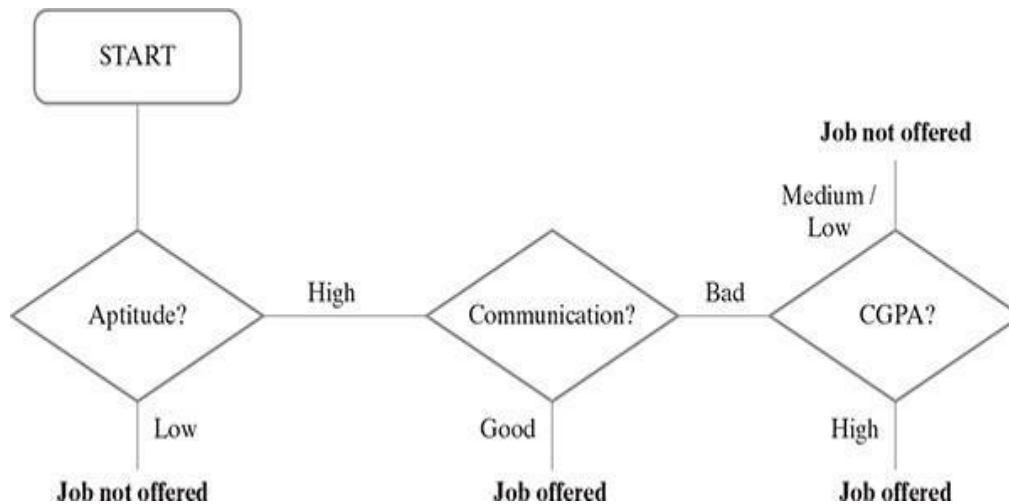 START
Job not offered
Medium /
Low
Aptitude?
High
Communication?
Bad
CGPA?
Low
Good
High
Job not offered
Job offered
Job offered